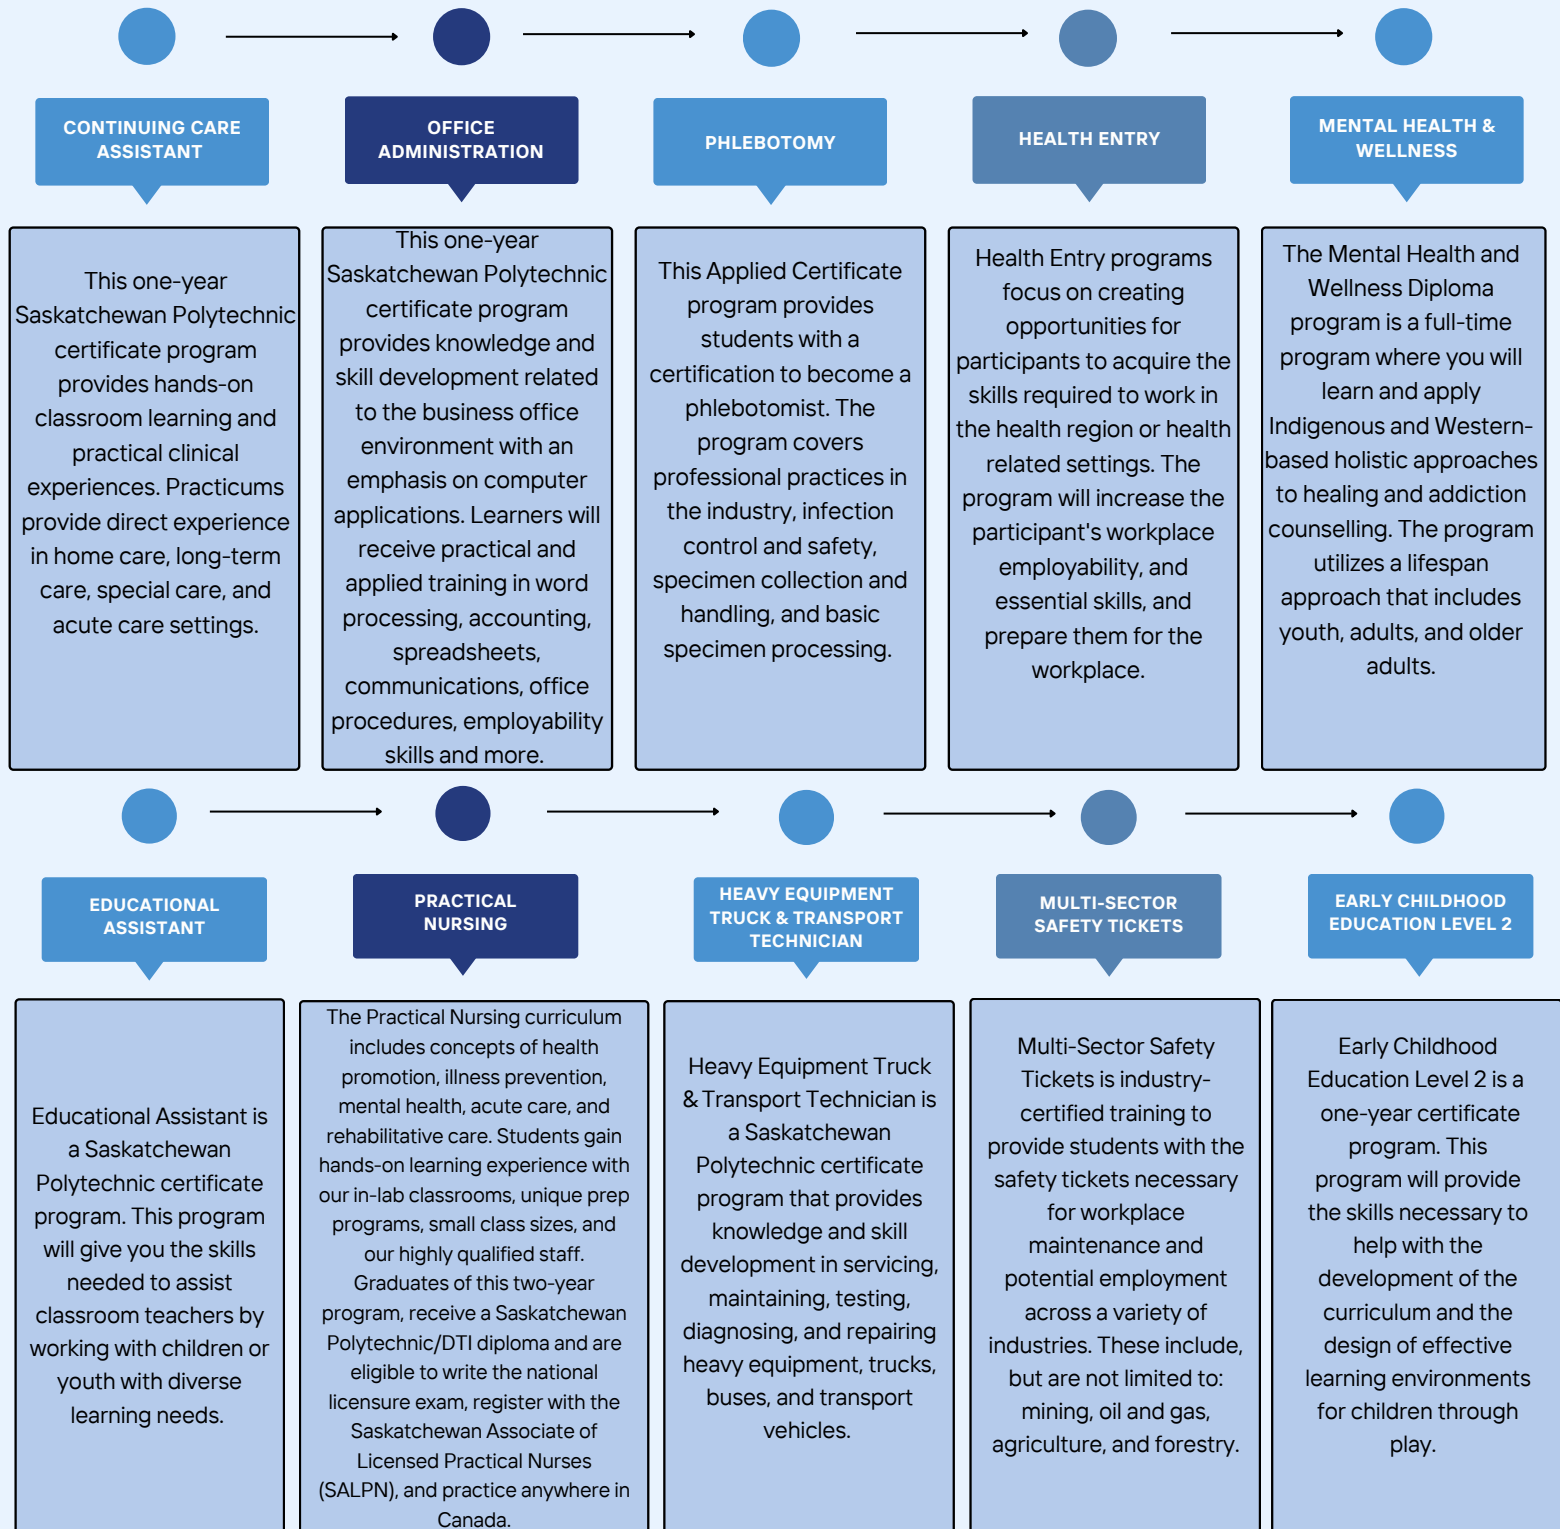 CONTINUING CARE
ASSISTANT
OFFICE
ADMINISTRATION
PHLEBOTOMY
HEALTH ENTRY
MENTAL HEALTH &
WELLNESS
This one-year
Saskatchewan Polytechnic
certificate program
provides hands-on
classroom learning and
practical clinical
experiences. Practicums
provide direct experience
in home care, long-term
care, special care, and
acute care settings.
This one-year
Saskatchewan Polytechnic
certificate program
provides knowledge and
skill development related
to the business office
environment with an
emphasis on computer
applications. Learners will
receive practical and
applied training in word
processing, accounting,
spreadsheets,
communications, office
procedures, employability
skills and more.
This Applied Certificate
program provides
students with a
certification to become a
phlebotomist. The
program covers
professional practices in
the industry, infection
control and safety,
specimen collection and
handling, and basic
specimen processing.
Health Entry programs
focus on creating
opportunities for
participants to acquire the
skills required to work in
the health region or health
related settings. The
program will increase the
participant's workplace
employability, and
essential skills, and
prepare them for the
workplace.
The Mental Health and
Wellness Diploma
program is a full-time
program where you will
learn and apply
Indigenous and Western-
based holistic approaches
to healing and addiction
counselling. The program
utilizes a lifespan
approach that includes
youth, adults, and older
adults.
EDUCATIONAL
ASSISTANT
PRACTICAL
NURSING
HEAVY EQUIPMENT
TRUCK & TRANSPORT
TECHNICIAN
MULTI-SECTOR
SAFETY TICKETS
EARLY CHILDHOOD
EDUCATION LEVEL 2
Educational Assistant is
a Saskatchewan
Polytechnic certificate
program. This program
will give you the skills
needed to assist
classroom teachers by
working with children or
youth with diverse
learning needs.
The Practical Nursing curriculum
includes concepts of health
promotion, illness prevention,
mental health, acute care, and
rehabilitative care. Students gain
hands-on learning experience with
our in-lab classrooms, unique prep
programs, small class sizes, and
our highly qualified staff.
Graduates of this two-year
program, receive a Saskatchewan
Polytechnic/DTI diploma and are
eligible to write the national
licensure exam, register with the
Saskatchewan Associate of
Licensed Practical Nurses
(SALPN), and practice anywhere in
Canada.
Heavy Equipment Truck
& Transport Technician is
a Saskatchewan
Polytechnic certificate
program that provides
knowledge and skill
development in servicing,
maintaining, testing,
diagnosing, and repairing
heavy equipment, trucks,
buses, and transport
vehicles.
Multi-Sector Safety
Tickets is industry-
certified training to
provide students with the
safety tickets necessary
for workplace
maintenance and
potential employment
across a variety of
industries. These include,
but are not limited to:
mining, oil and gas,
agriculture, and forestry.
Early Childhood
Education Level 2 is a
one-year certificate
program. This
program will provide
the skills necessary to
help with the
development of the
curriculum and the
design of effective
learning environments
for children through
play.